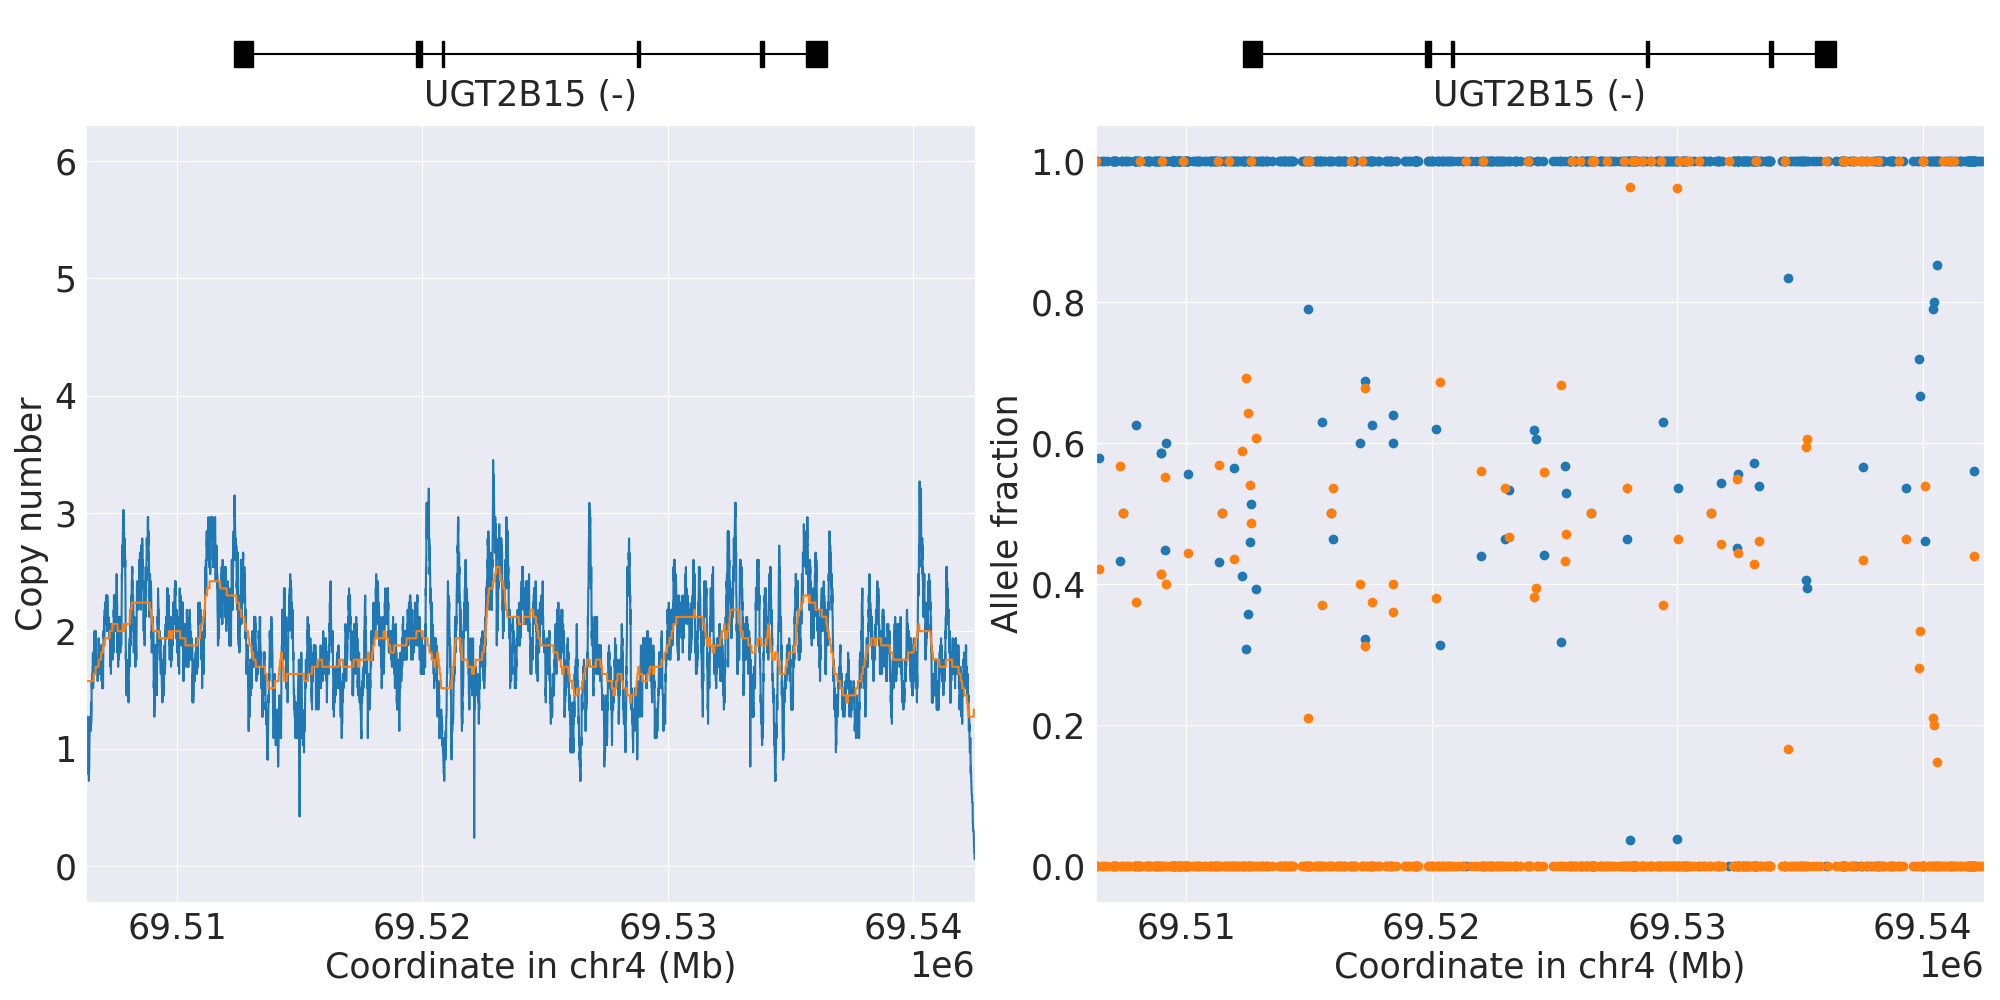 UGT2B15 (-)
Copy number
6
5
4
3
2
1
0
69.51 69.52 69.53 69.54
Coordinate in chr4 (Mb)
1e6
UGT2B15 (-)
Allele fraction
1.0
0.8
0.6
0.4
0.2
0.0
69.51 69.52 69.53 69.54
Coordinate in chr4 (Mb)
1e6